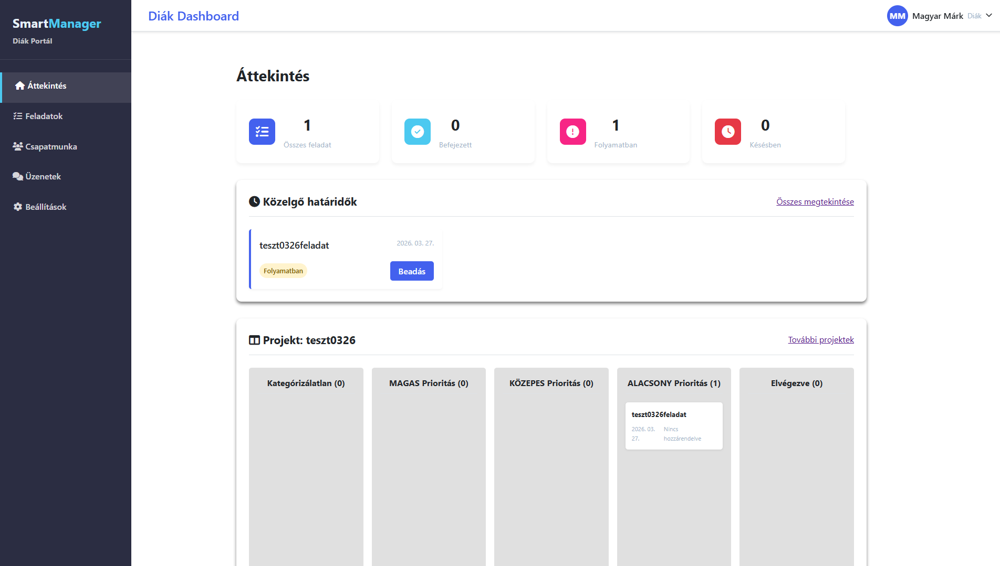 SmartManager
Diák Portál
Áttekintés
Feladatok
Csapatmunka
Üzenetek
Beállítások
Diák Dashboard
MM Magyar Márk Diák
Áttekintés
1
Összes feladat
0
Befejezett
1
Folyamatban
0
Késésben
Közelgő határidők
Összes megtekintése
teszt0326feladat
2026. 03. 27.
Folyamatban
Beadás
Projekt: teszt0326
További projektek
Kategórizálatlan (0)
MAGAS Prioritás (0)
KÖZEPES Prioritás (0)
ALACSONY Prioritás (1)
teszt0326feladat
2026. 03.
27.
Nincs
hozzárendelve
Elvégezve (0)